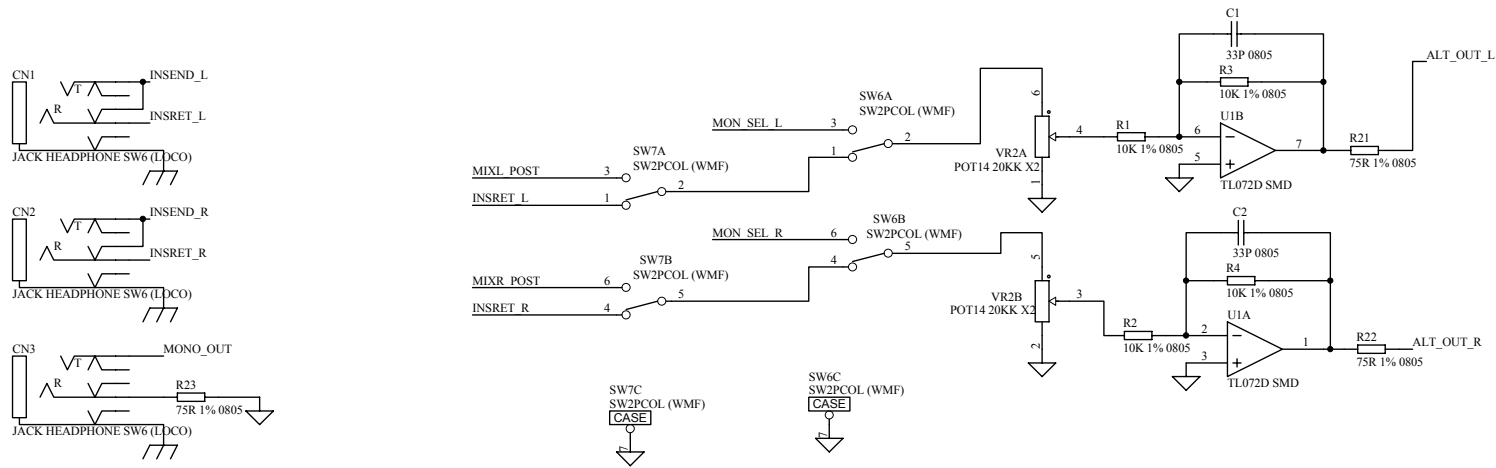 CN1
INSEND_L
T
R
INSRET_L
JACK HEADPHONE SW6 (LOCO)
CN2
INSEND_R
T
R
INSRET_R
JACK HEADPHONE SW6 (LOCO)
CN3
MONO_OUT
T
R
R23
75R 1% 0805
JACK HEADPHONE SW6 (LOCO)
SW7A
SW2PCOL (WMF)
MIXL_POST
3
2
INSRET_L
1
SW6A
SW2PCOL (WMF)
MON_SEL_L
3
2
1
SW7B
SW2PCOL (WMF)
MIXR_POST
6
5
INSRET_R
4
SW6B
SW2PCOL (WMF)
MON_SEL_R
6
5
4
SW7C
SW2PCOL (WMF)
CASE
7
SW6C
SW2PCOL (WMF)
CASE
7
6
4
VR2A
POT14 20KK X2
1
5
3
VR2B
POT14 20KK X2
2
C1
33P 0805
R3
10K 1% 0805
R1
10K 1% 0805
U1B
6
5
7
TL072D SMD
R21
75R 1% 0805
ALT_OUT_L
C2
33P 0805
R4
10K 1% 0805
R2
10K 1% 0805
U1A
2
3
1
TL072D SMD
R22
75R 1% 0805
ALT_OUT_R